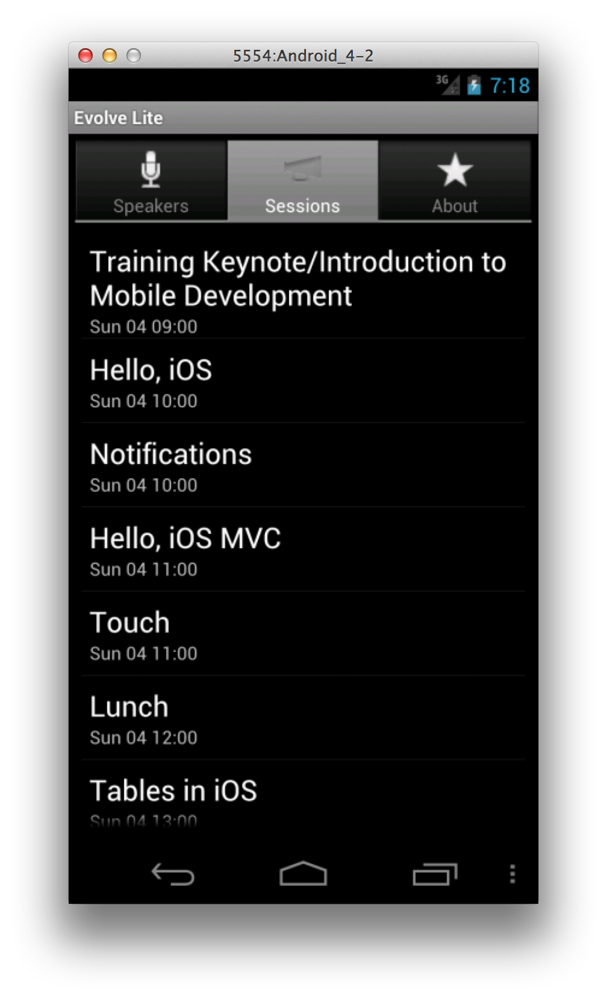 5554:Android_4-2
3G 7:18
Evolve Lite
Speakers Sessions About
Training Keynote/Introduction to
Mobile Development
Sun 04 09:00
Hello, iOS
Sun 04 10:00
Notifications
Sun 04 10:00
Hello, iOS MVC
Sun 04 11:00
Touch
Sun 04 11:00
Lunch
Sun 04 12:00
Tables in iOS
Sun 04 13:00